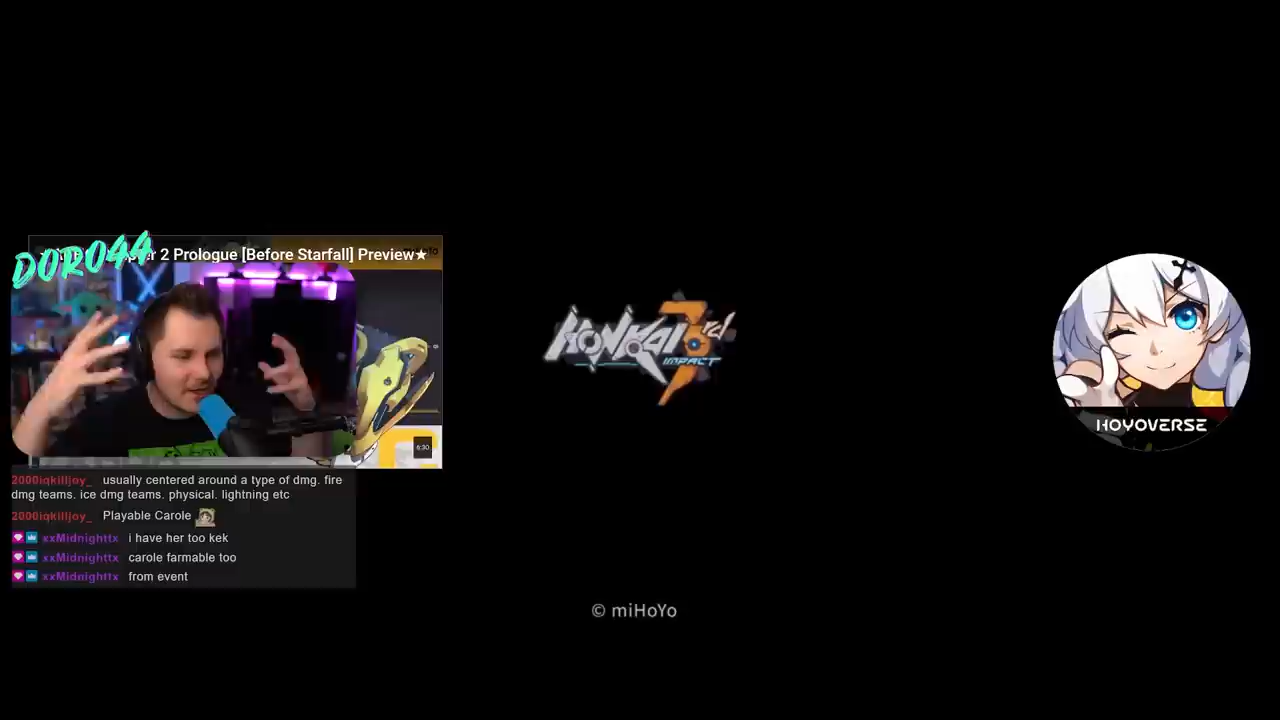 DORO44
2 Prologue [Before Starfall] Preview★
HONKAI 3rd
IMPACT
HOYOVERSE
6:30
2000iqkilljoy_ usually centered around a type of dmg. fire
dmg teams. ice dmg teams. physical. lightning etc
2000iqkilljoy_ Playable Carole
xxMidnighttx i have her too kek
xxMidnighttx carole farmable too
xxMidnighttx from event
© miHoYo